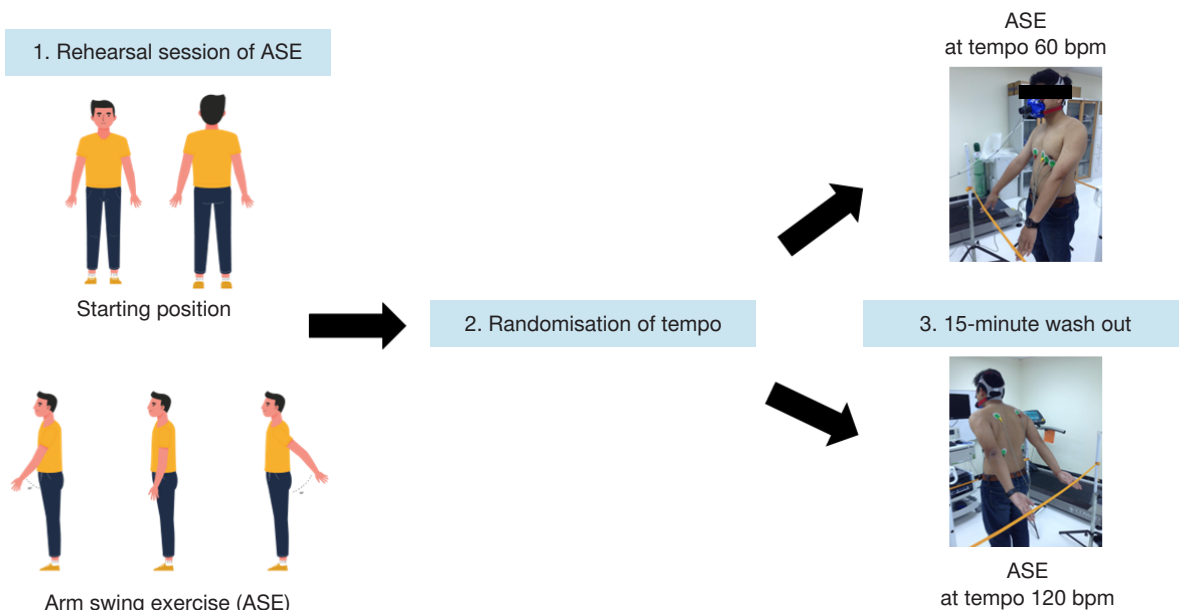 1. Rehearsal session of ASE
Starting position
Arm swing exercise (ASE)
2. Randomisation of tempo
ASE
at tempo 60 bpm
3. 15-minute wash out
ASE
at tempo 120 bpm